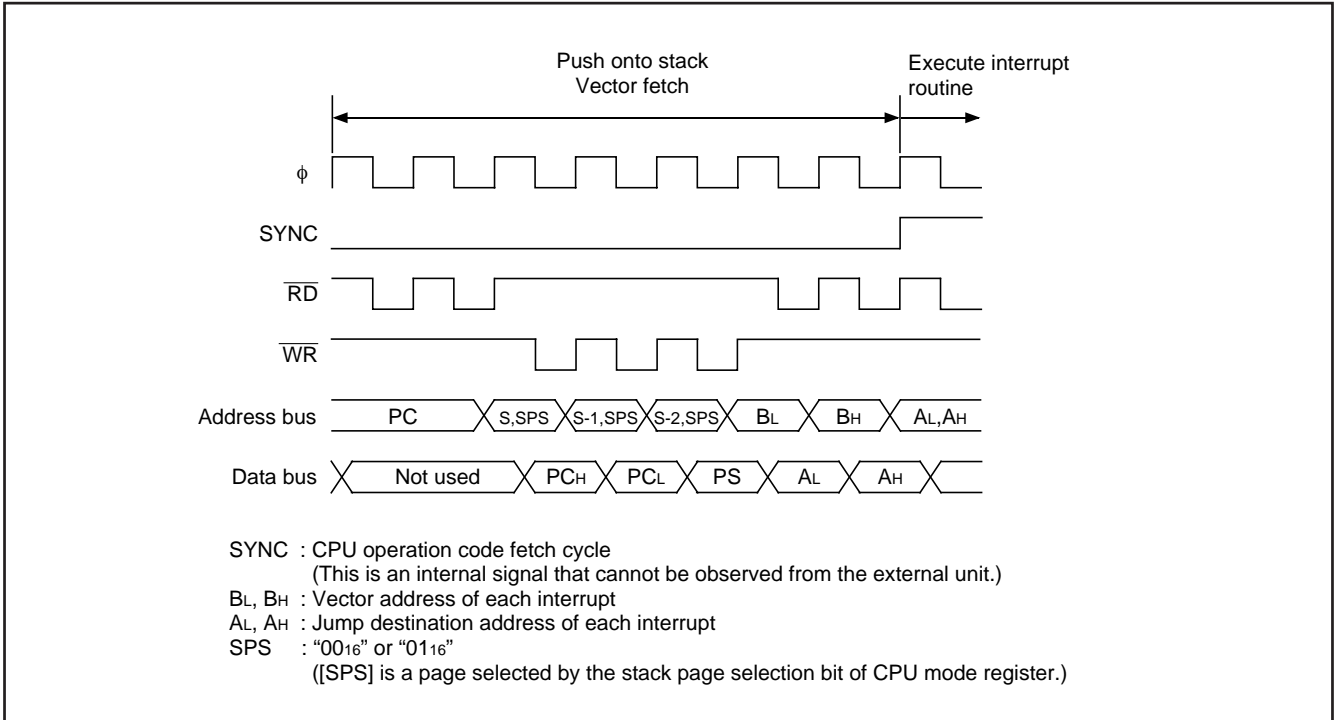 Push onto stack
Vector fetch
Execute interrupt
routine
ϕ
SYNC
RD
WR
Address bus PC S,SPS S-1,SPS S-2,SPS BL BH AL,AH
Data bus Not used PCH PCL PS AL AH
SYNC : CPU operation code fetch cycle
(This is an internal signal that cannot be observed from the external unit.)
BL, BH : Vector address of each interrupt
AL, AH : Jump destination address of each interrupt
SPS : “0016” or “0116”
([SPS] is a page selected by the stack page selection bit of CPU mode register.)